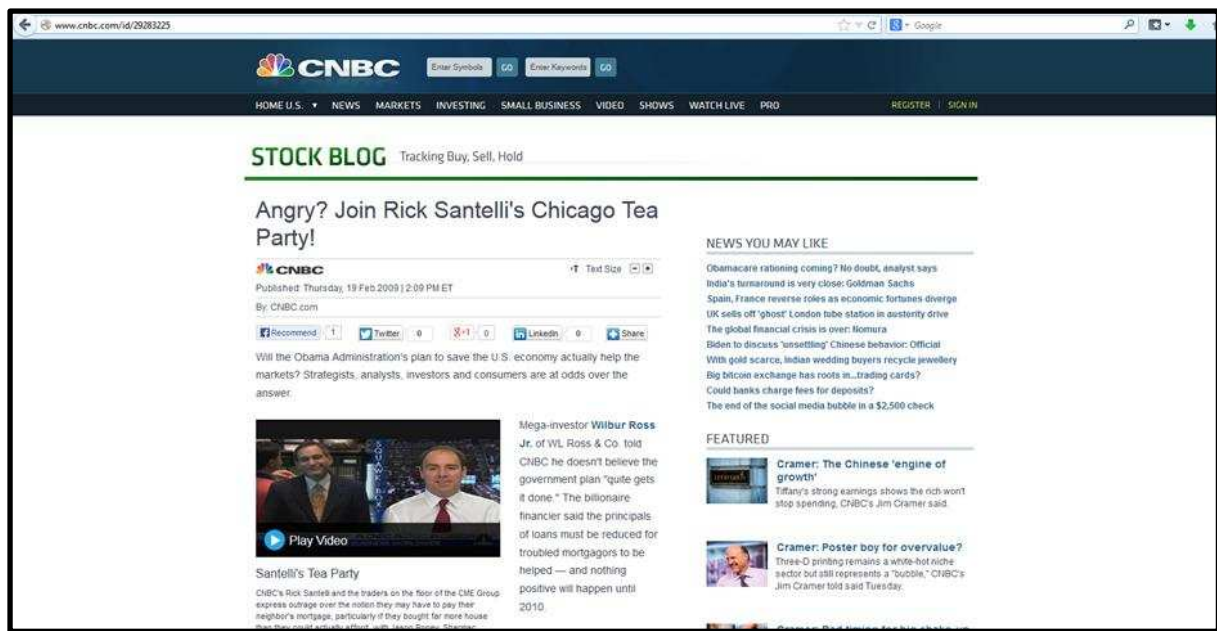 www.cnbc.com/id/29283225
Google
CNBC
Enter Symbols GO Enter Keywords GO
HOME U.S. NEWS MARKETS INVESTING SMALL BUSINESS VIDEO SHOWS WATCH LIVE PRO REGISTER | SIGN IN
STOCK BLOG Tracking Buy, Sell, Hold
Angry? Join Rick Santelli's Chicago Tea
Party!
CNBC
Text Size
Published: Thursday, 19 Feb 2009 | 2:09 PM ET
By: CNBC.com
Recommend 1 Twitter 0 +1 0 LinkedIn 0 Share
Will the Obama Administration's plan to save the U.S. economy actually help the
markets? Strategists, analysts, investors and consumers are at odds over the
answer.
Play Video
Santelli's Tea Party
CNBC's Rick Santelli and the traders on the floor of the CME Group
express outrage over the notion they may have to pay their
neighbor's mortgage, particularly if they bought far more house
than they could actually afford, with Jason
Mega-investor Wilbur Ross
Jr. of WL Ross & Co. told
CNBC he doesn't believe the
government plan "quite gets
it done." The billionaire
financier said the principals
of loans must be reduced for
troubled mortgagors to be
helped — and nothing
positive will happen until
2010.
NEWS YOU MAY LIKE
Obamacare rationing coming? No doubt, analyst says
India's turnaround is very close: Goldman Sachs
Spain, France reverse roles as economic fortunes diverge
UK sells off 'ghost' London tube station in austerity drive
The global financial crisis is over: Nomura
Biden to discuss 'unsettling' Chinese behavior: Official
With gold scarce, Indian wedding buyers recycle jewellery
Big bitcoin exchange has roots in...trading cards?
Could banks charge fees for deposits?
The end of the social media bubble in a $2,500 check
FEATURED
Cramer: The Chinese 'engine of
growth'
Tiffany's strong earnings shows the rich won't
stop spending, CNBC's Jim Cramer said.
Cramer: Poster boy for overvalue?
Three-D printing remains a white-hot niche
sector but still represents a "bubble," CNBC's
Jim Cramer told said Tuesday.